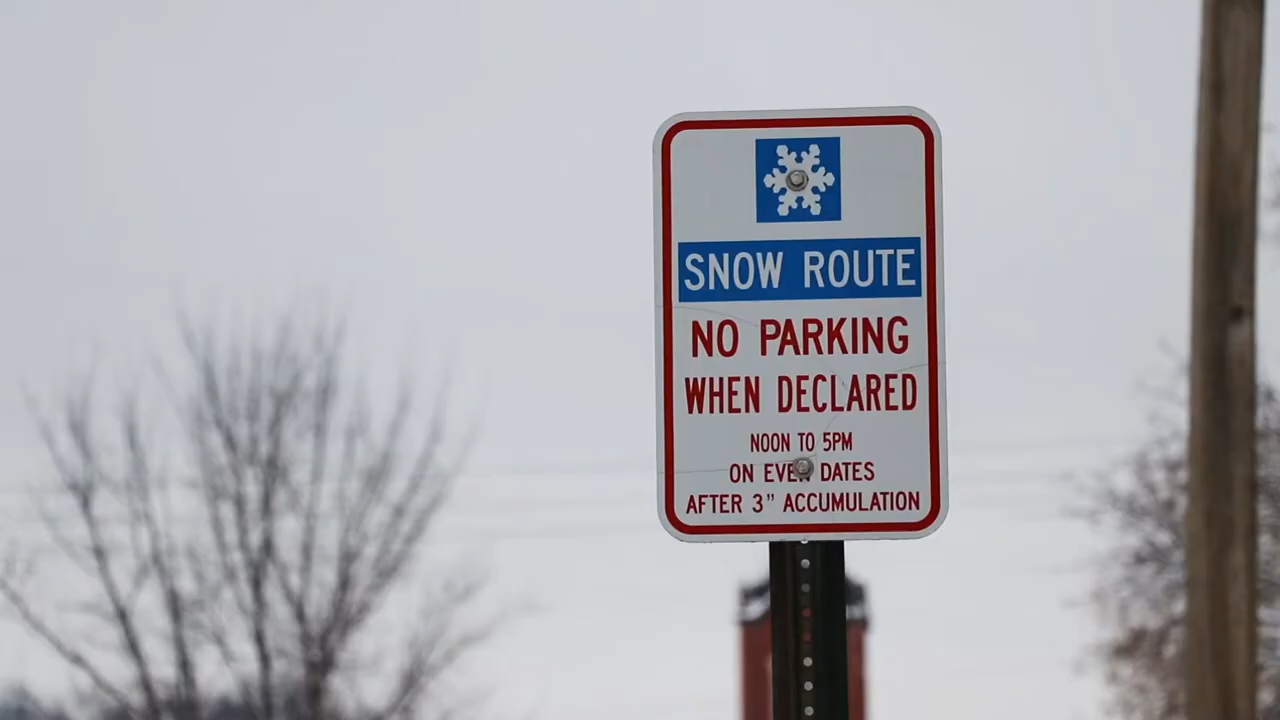 SNOW ROUTE
NO PARKING
WHEN DECLARED
NOON TO 5PM
ON EVEN DATES
AFTER 3" ACCUMULATION